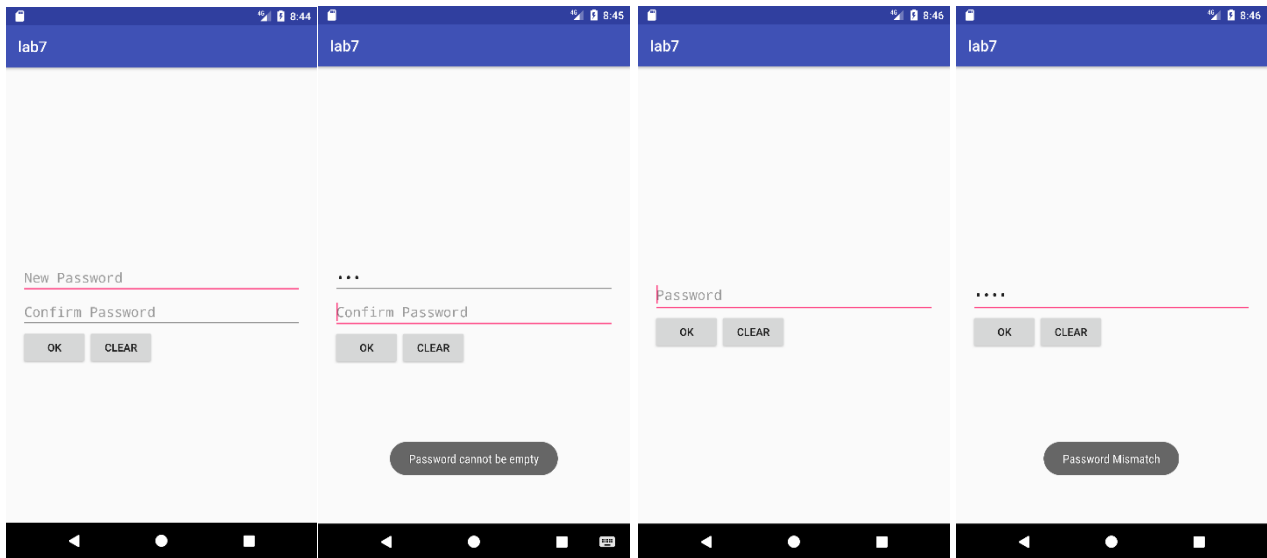 8:44
lab7
New Password
Confirm Password
OK CLEAR
8:45
lab7
•••
Confirm Password
OK CLEAR
Password cannot be empty
8:46
lab7
Password
OK CLEAR
8:46
lab7
••••
OK CLEAR
Password Mismatch